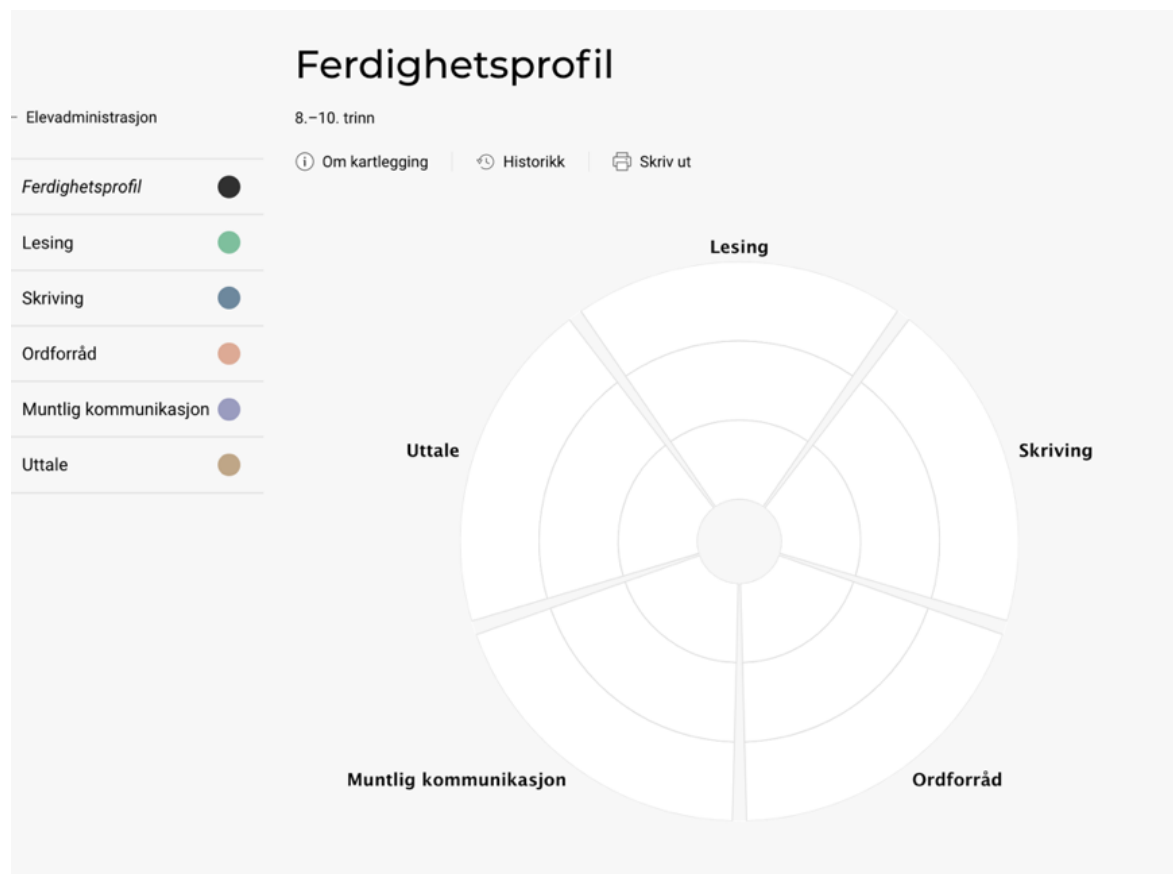 Ferdighetsprofil
Elevadministrasjon
8.–10. trinn
Om kartlegging
Historikk
Skriv ut
Ferdighetsprofil
Lesing
Skriving
Ordforråd
Muntlig kommunikasjon
Uttale
Lesing
Uttale
Skriving
Muntlig kommunikasjon
Ordforråd